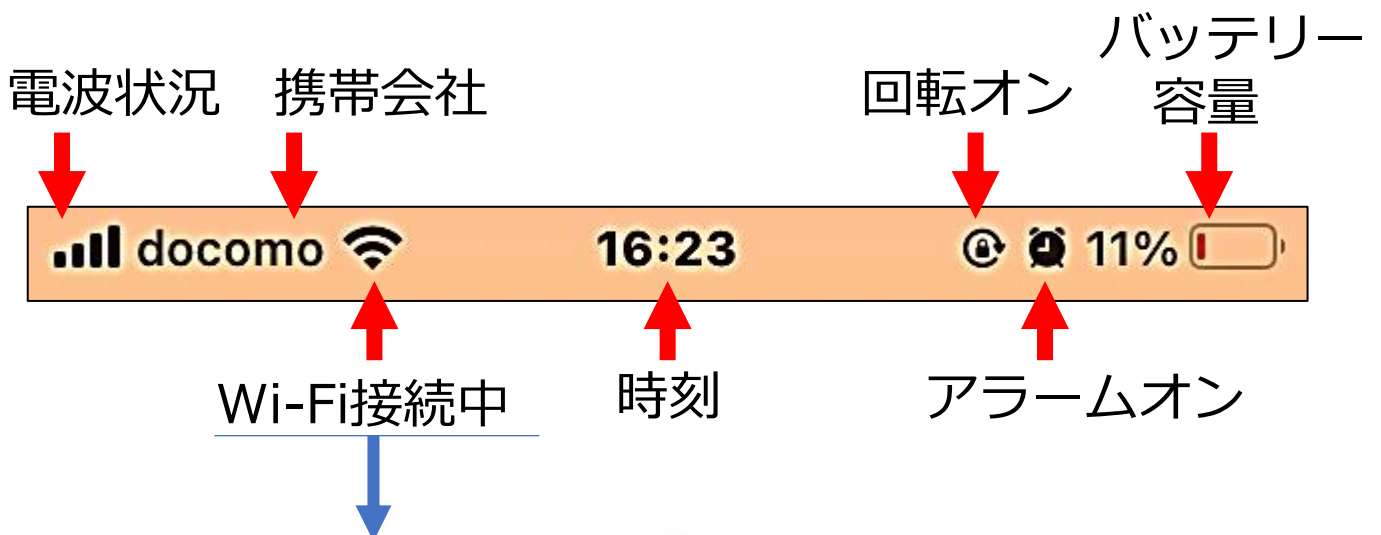 バッテリー
容量
電波状況 携帯会社 回転オン
docomo 16:23 11%
Wi-Fi接続中 時刻 アラームオン